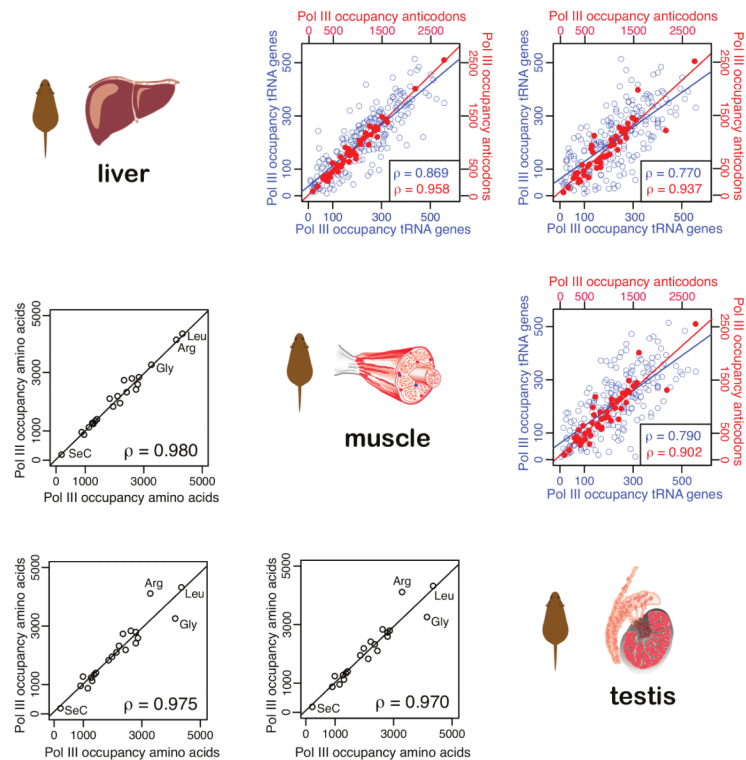 Pol III occupancy anticodons
0 500 1500 2500
Pol III occupancy tRNA genes
0 100 300 500
ρ = 0.869
ρ = 0.958
0 500 1500 2500
Pol III occupancy anticodons
0 100 300 500
Pol III occupancy tRNA genes
Pol III occupancy anticodons
0 500 1500 2500
Pol III occupancy tRNA genes
0 100 300 500
ρ = 0.770
ρ = 0.937
0 500 1500 2500
Pol III occupancy anticodons
0 100 300 500
Pol III occupancy tRNA genes
liver
Pol III occupancy amino acids
0 1000 3000 5000
Leu
Arg
Gly
SeC
ρ = 0.980
0 1000 3000 5000
Pol III occupancy amino acids
muscle
Pol III occupancy anticodons
0 500 1500 2500
Pol III occupancy tRNA genes
0 100 300 500
ρ = 0.790
ρ = 0.902
0 500 1500 2500
Pol III occupancy anticodons
0 100 300 500
Pol III occupancy tRNA genes
Pol III occupancy amino acids
0 1000 3000 5000
Arg
Leu
Gly
SeC
ρ = 0.975
0 1000 3000 5000
Pol III occupancy amino acids
Pol III occupancy amino acids
0 1000 3000 5000
Arg
Leu
Gly
SeC
ρ = 0.970
0 1000 3000 5000
Pol III occupancy amino acids
testis